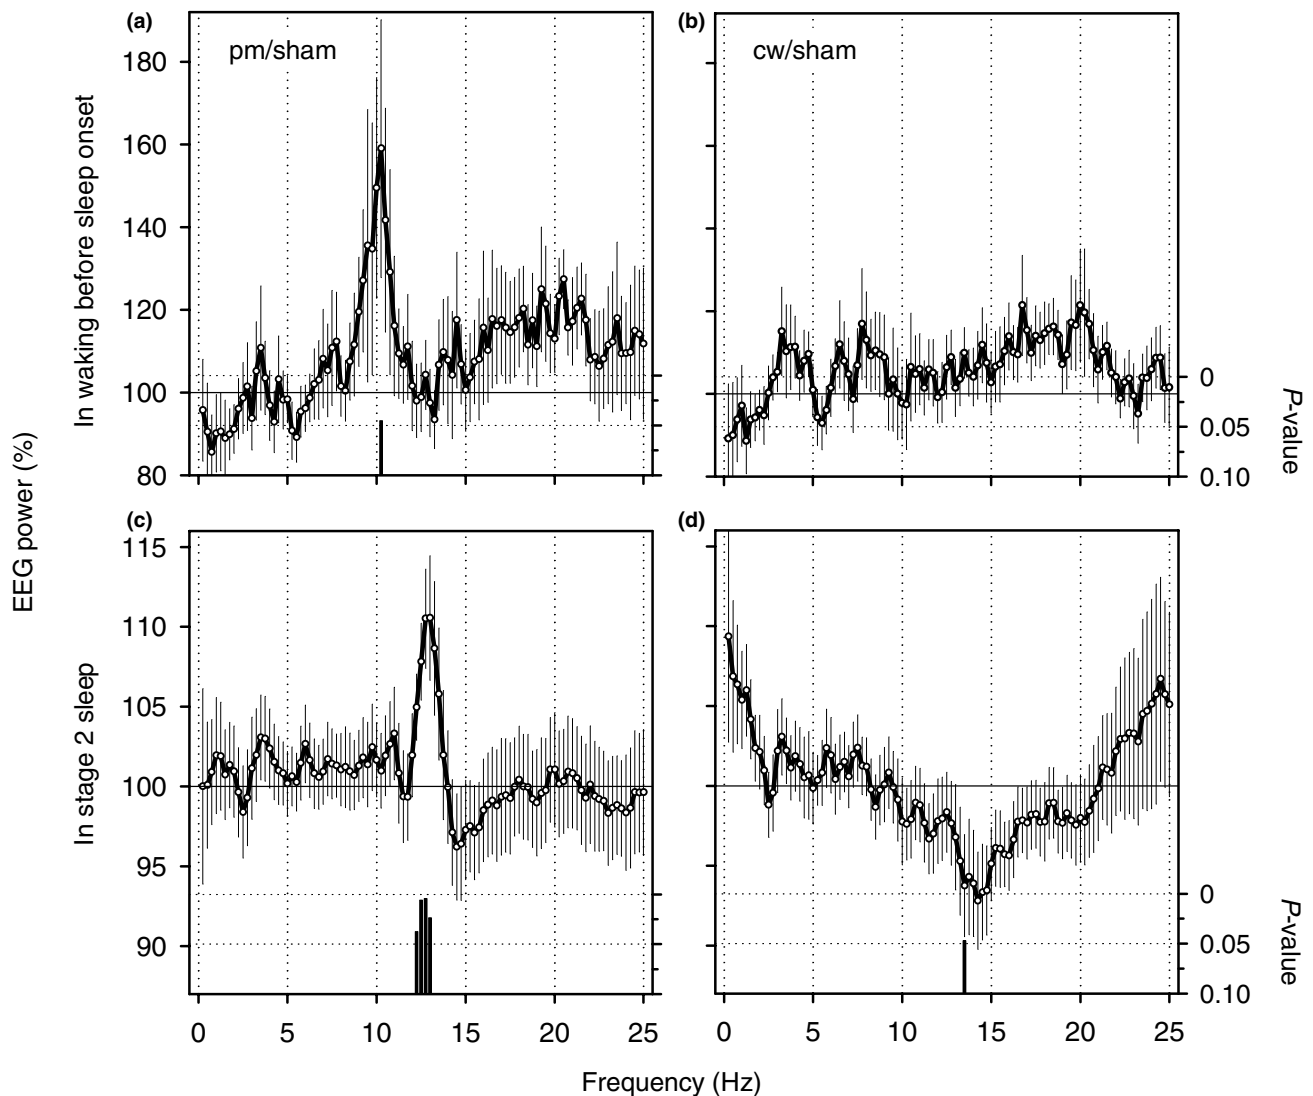 (a)
pm/sham
(b)
cw/sham
180
160
140
120
100
80
0
0.05
0.10
P-value
In waking before sleep onset
EEG power (%)
(c)
(d)
115
110
105
100
95
90
0
0.05
0.10
P-value
In stage 2 sleep
0 5 10 15 20 25
0 5 10 15 20 25
Frequency (Hz)